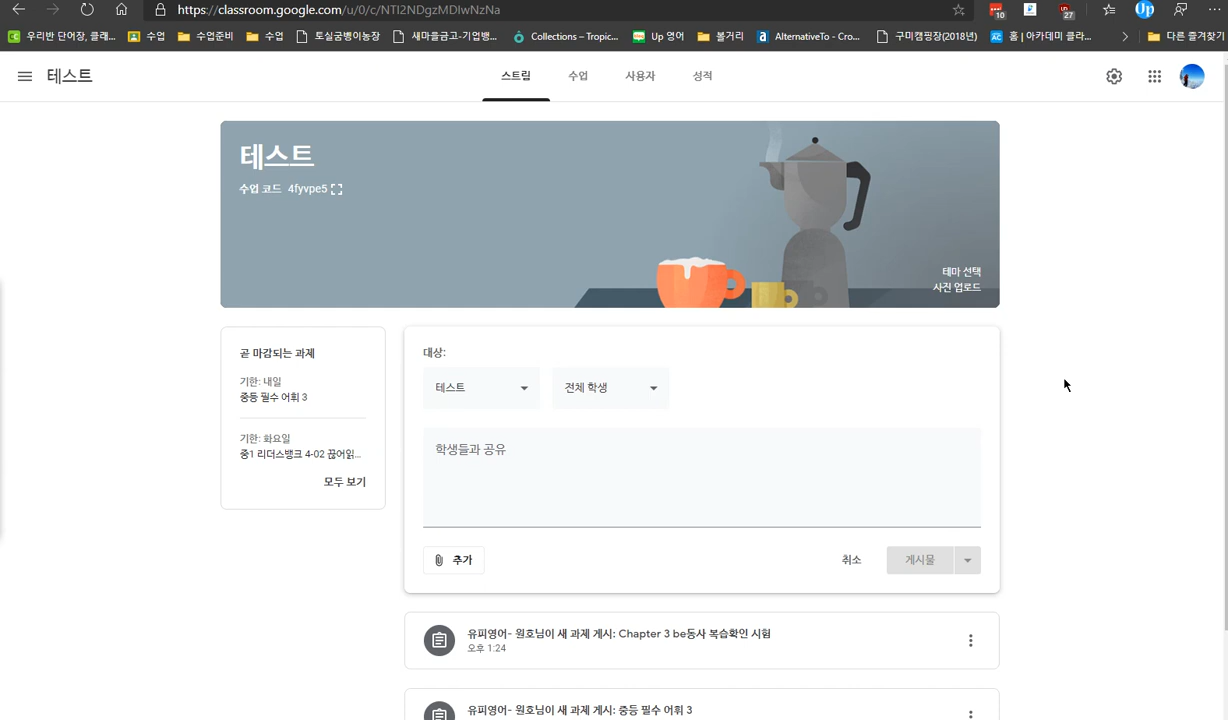 https://classroom.google.com/u/0/c/NTI2NDgzMDIwNzNa
10
27
Up
우리반 단어장, 클래...
수업
수업준비
수업
토실궁뱅이농장
새마을금고-기업뱅...
Collections – Tropic...
Up 영어
볼거리
AlternativeTo - Cro...
구미캠핑장(2018년)
홈 | 아카데미 클라...
다른 즐겨찾기
테스트
스트림
수업
사용자
성적
테스트
수업 코드 4fyvpe5
테마 선택
사진 업로드
곧 마감되는 과제
기한: 내일
중등 필수 어휘 3
기한: 화요일
중1 리더스뱅크 4-02 끊어읽...
모두 보기
대상:
테스트
전체 학생
학생들과 공유
추가
취소
게시물
유피영어- 원호님이 새 과제 게시: Chapter 3 be동사 복습확인 시험
오후 1:24
유피영어- 원호님이 새 과제 게시: 중등 필수 어휘 3